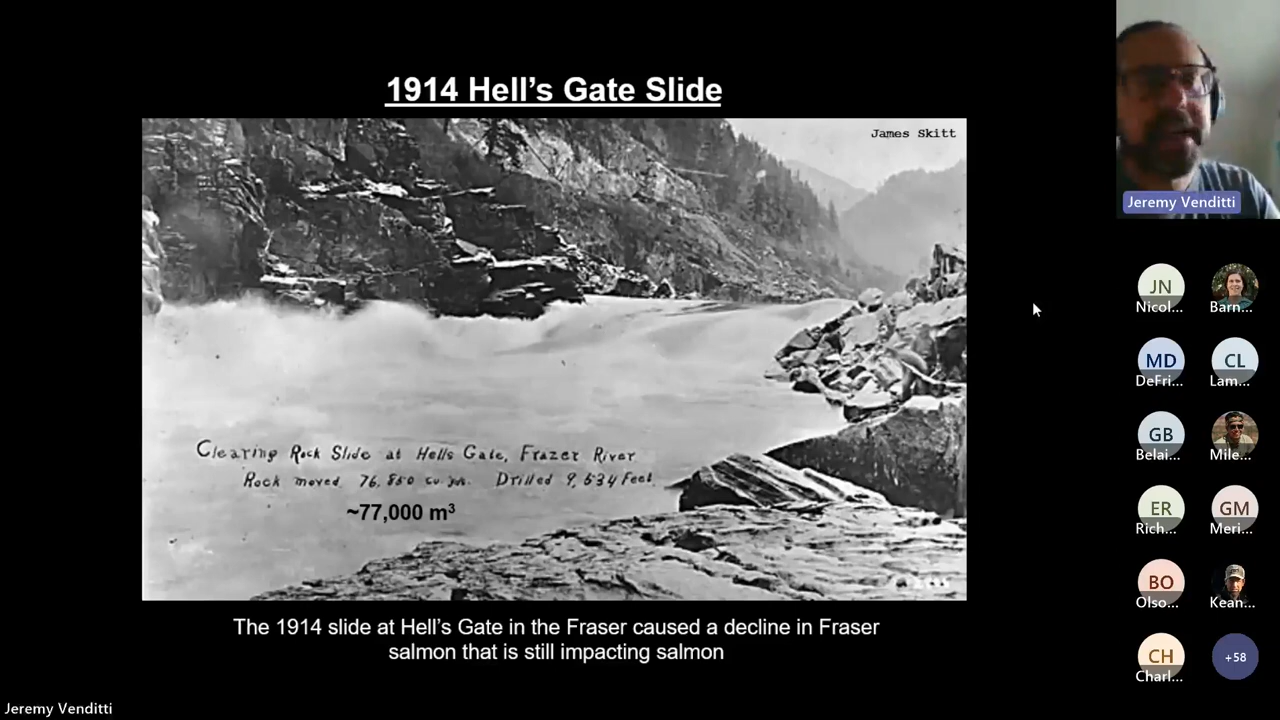 1914 Hell's Gate Slide
James Skitt
Jeremy Venditti
JN
Nicol...
Barn...
MD
CL
DeFri...
Lam...
GB
Belai...
Mile...
ER
GM
Rich...
Meri...
BO
Olso...
Kean...
CH
+58
Charl...
Clearing Rock Slide at Hells Gate, Frazer River
Rock moved 76,850 cu. yds. Drilled 9,534 Feet
~77,000 m³
The 1914 slide at Hell's Gate in the Fraser caused a decline in Fraser
salmon that is still impacting salmon
Jeremy Venditti